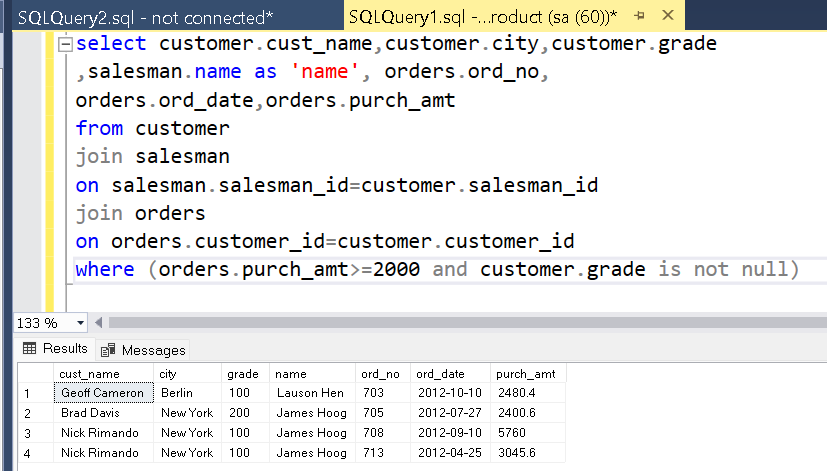 SQLQuery2.sql - not connected* SQLQuery1.sql -...roduct (sa (60))*
select customer.cust_name,customer.city,customer.grade
,salesman.name as 'name', orders.ord_no,
orders.ord_date,orders.purch_amt
from customer
join salesman
on salesman.salesman_id=customer.salesman_id
join orders
on orders.customer_id=customer.customer_id
where (orders.purch_amt>=2000 and customer.grade is not null)
133 %
Results Messages
cust_name city grade name ord_no ord_date purch_amt
1 Geoff Cameron Berlin 100 Lauson Hen 703 2012-10-10 2480.4
2 Brad Davis New York 200 James Hoog 705 2012-07-27 2400.6
3 Nick Rimando New York 100 James Hoog 708 2012-09-10 5760
4 Nick Rimando New York 100 James Hoog 713 2012-04-25 3045.6